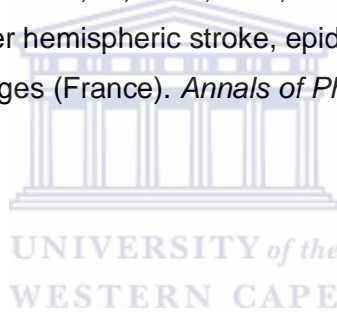 er hemispheric stroke, epid
ges (France). Annals of Ph
UNIVERSITY of the
WESTERN CAPE